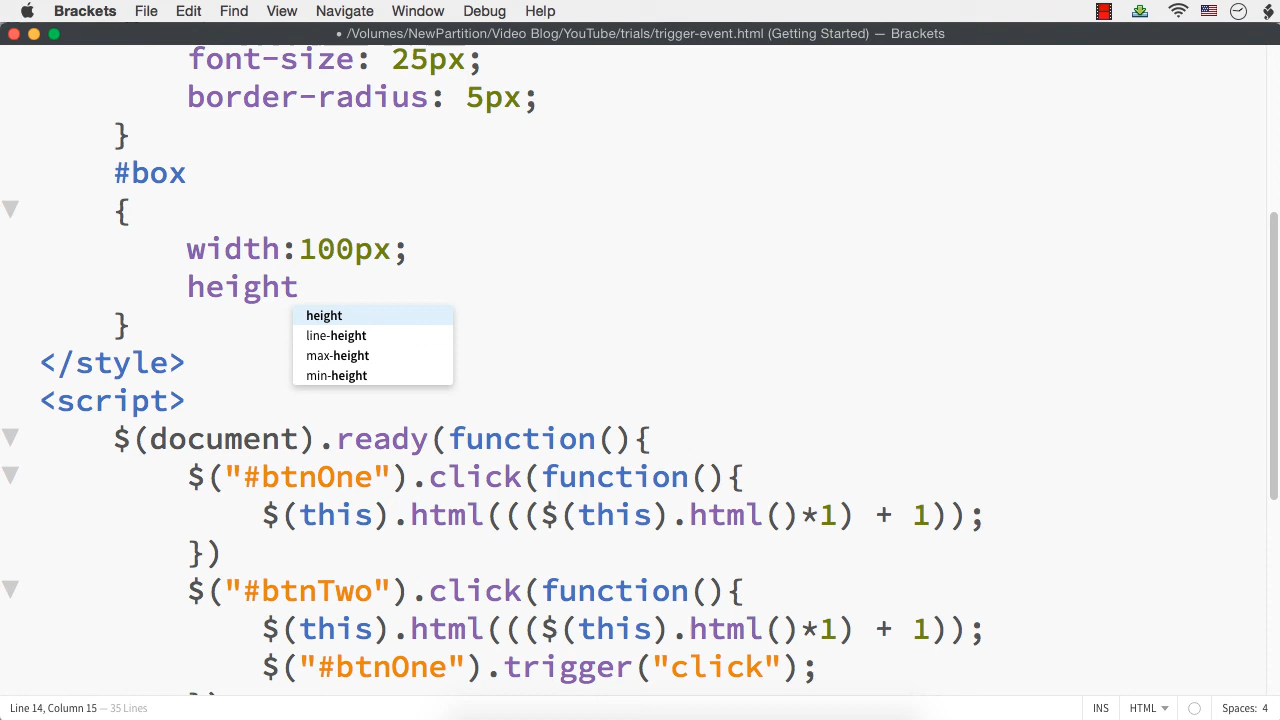 Brackets File Edit Find View Navigate Window Debug Help
• /Volumes/NewPartition/Video Blog/YouTube/trials/trigger-event.html (Getting Started) — Brackets
font-size: 25px;
border-radius: 5px;
}
#box
{
width:100px;
height
height
line-height
max-height
min-height
}
</style>
<script>
$(document).ready(function(){
$("#btnOne").click(function(){
$(this).html((($(this).html()*1) + 1));
})
$("#btnTwo").click(function(){
$(this).html((($(this).html()*1) + 1));
$("#btnOne").trigger("click");
})
Line 14, Column 15 — 35 Lines INS HTML Spaces: 4